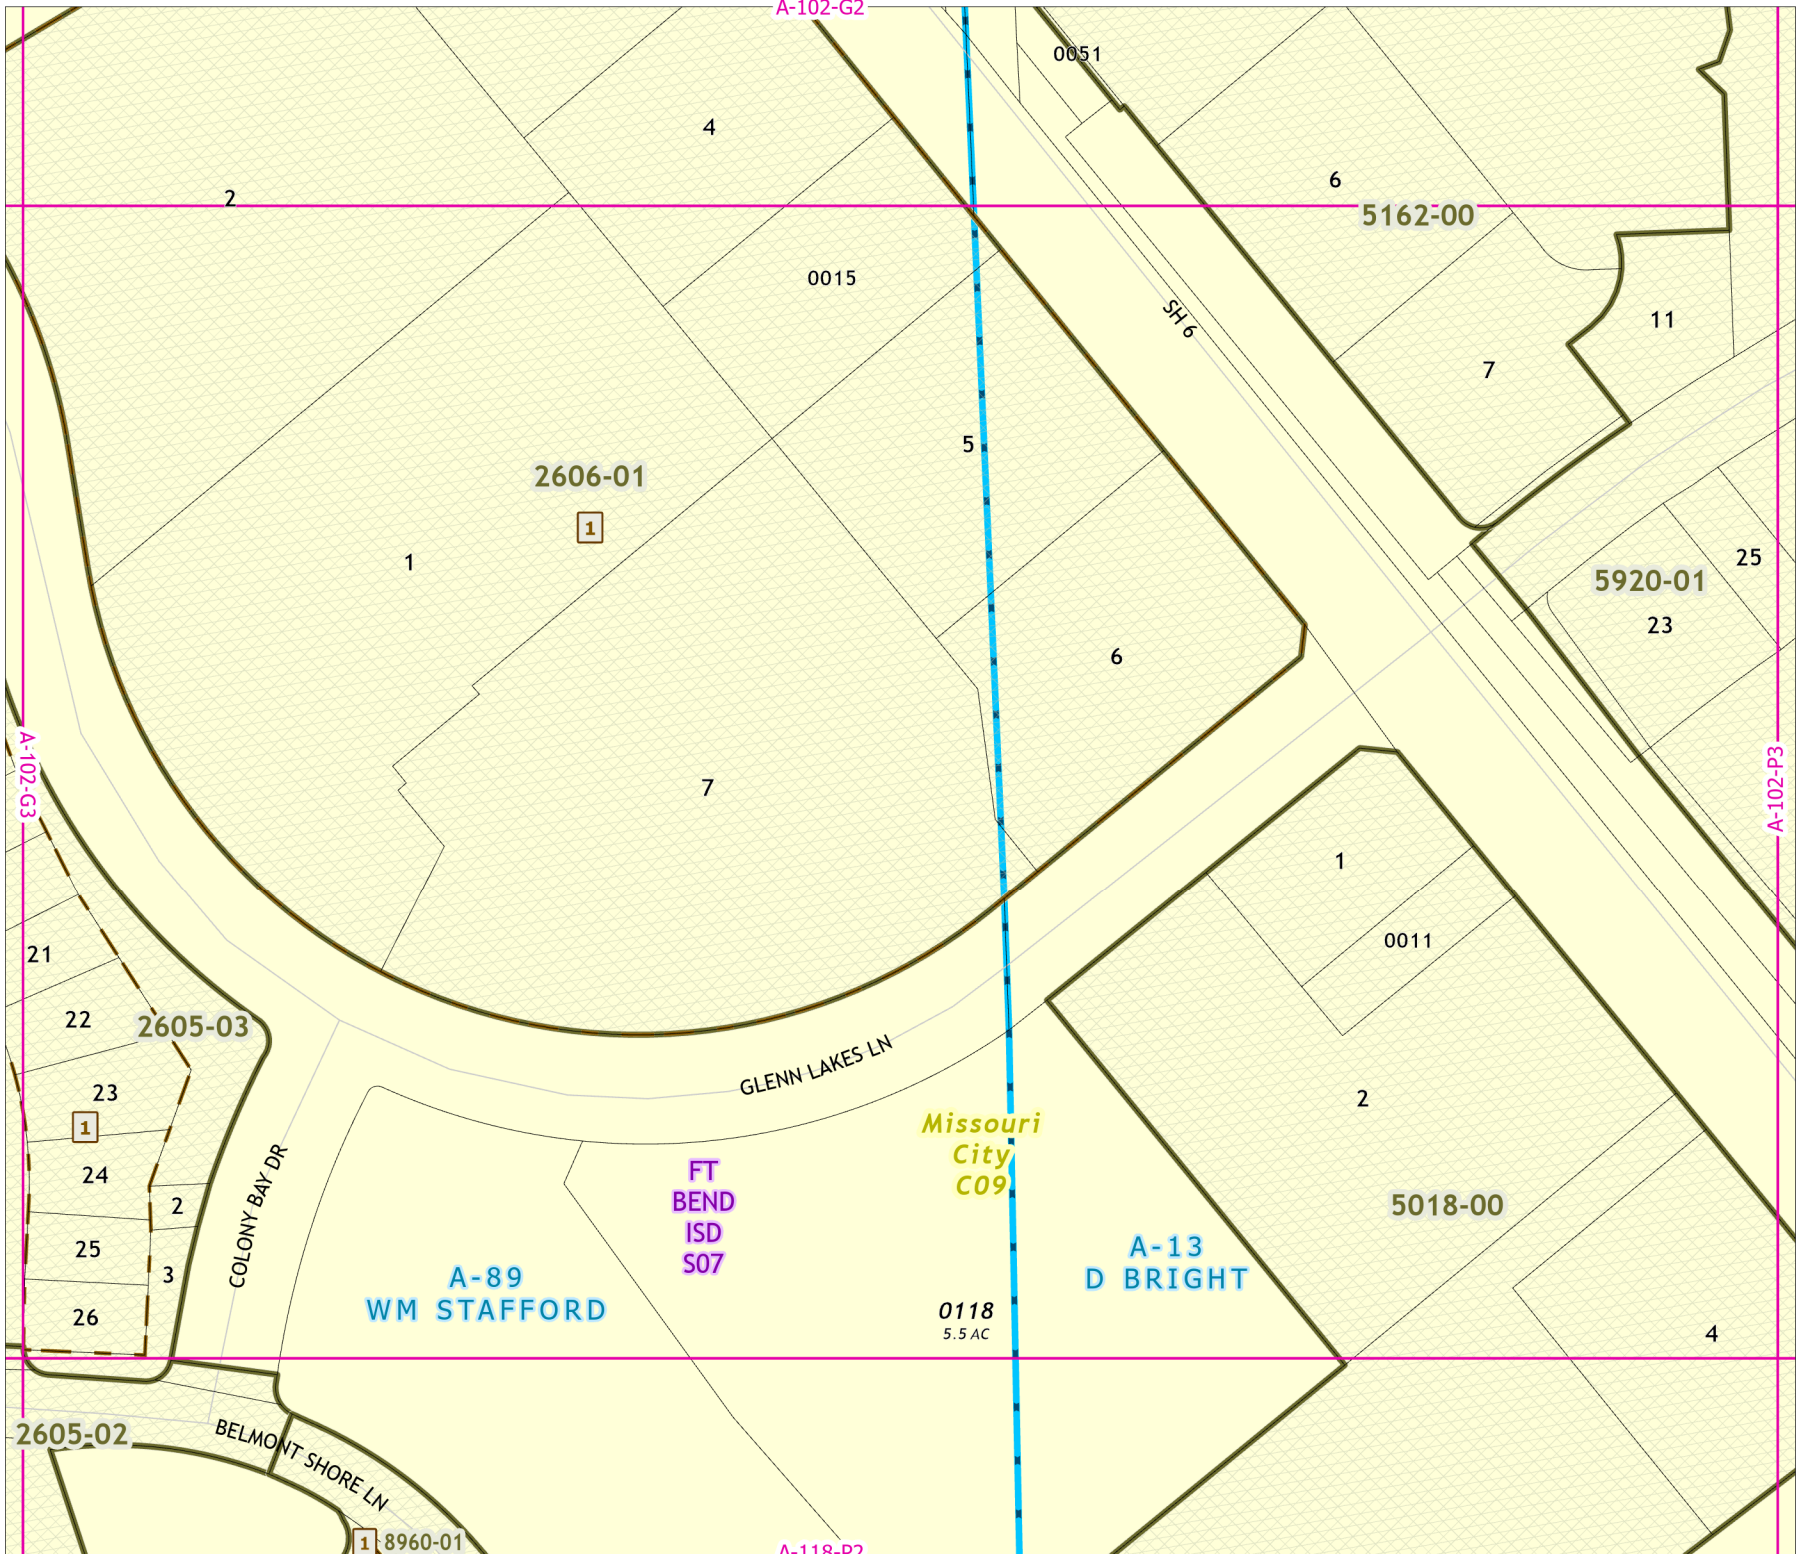 A-102-G2
0051
4
6
2
5162-00
0015
SH 6
11
7
5
2606-01
1
1
25
5920-01
23
6
A-102-G3
A-102-P3
7
1
0011
21
22
2605-03
23
1
24
2
25
3
26
COLONY BAY DR
GLENN LAKES LN
2
Missouri
City
C09
FT
BEND
ISD
S07
5018-00
A-13
D BRIGHT
A-89
WM STAFFORD
0118
5.5 AC
4
2605-02
BELMONT SHORE LN
1
8960-01
A-118-P2